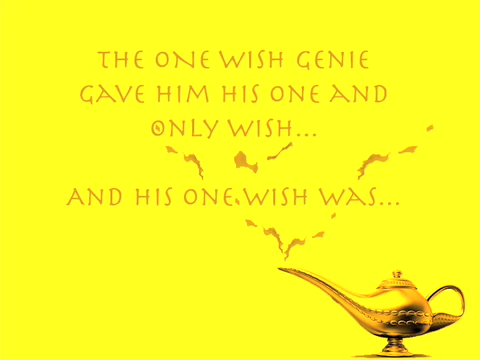 THE ONE WISH GENIE
GAVE HIM HIS ONE AND
ONLY WISH...
AND HIS ONE WISH WAS...